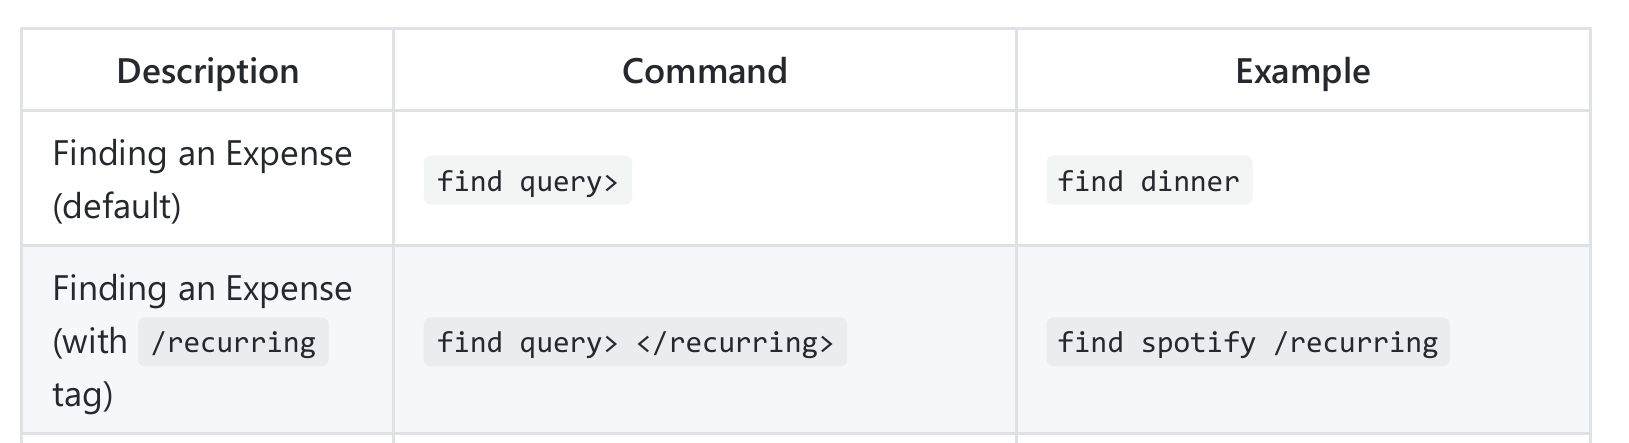 Description Command Example
Finding an Expense
(default)
find query>
find dinner
Finding an Expense
(with /recurring
tag)
find query> </recurring>
find spotify /recurring